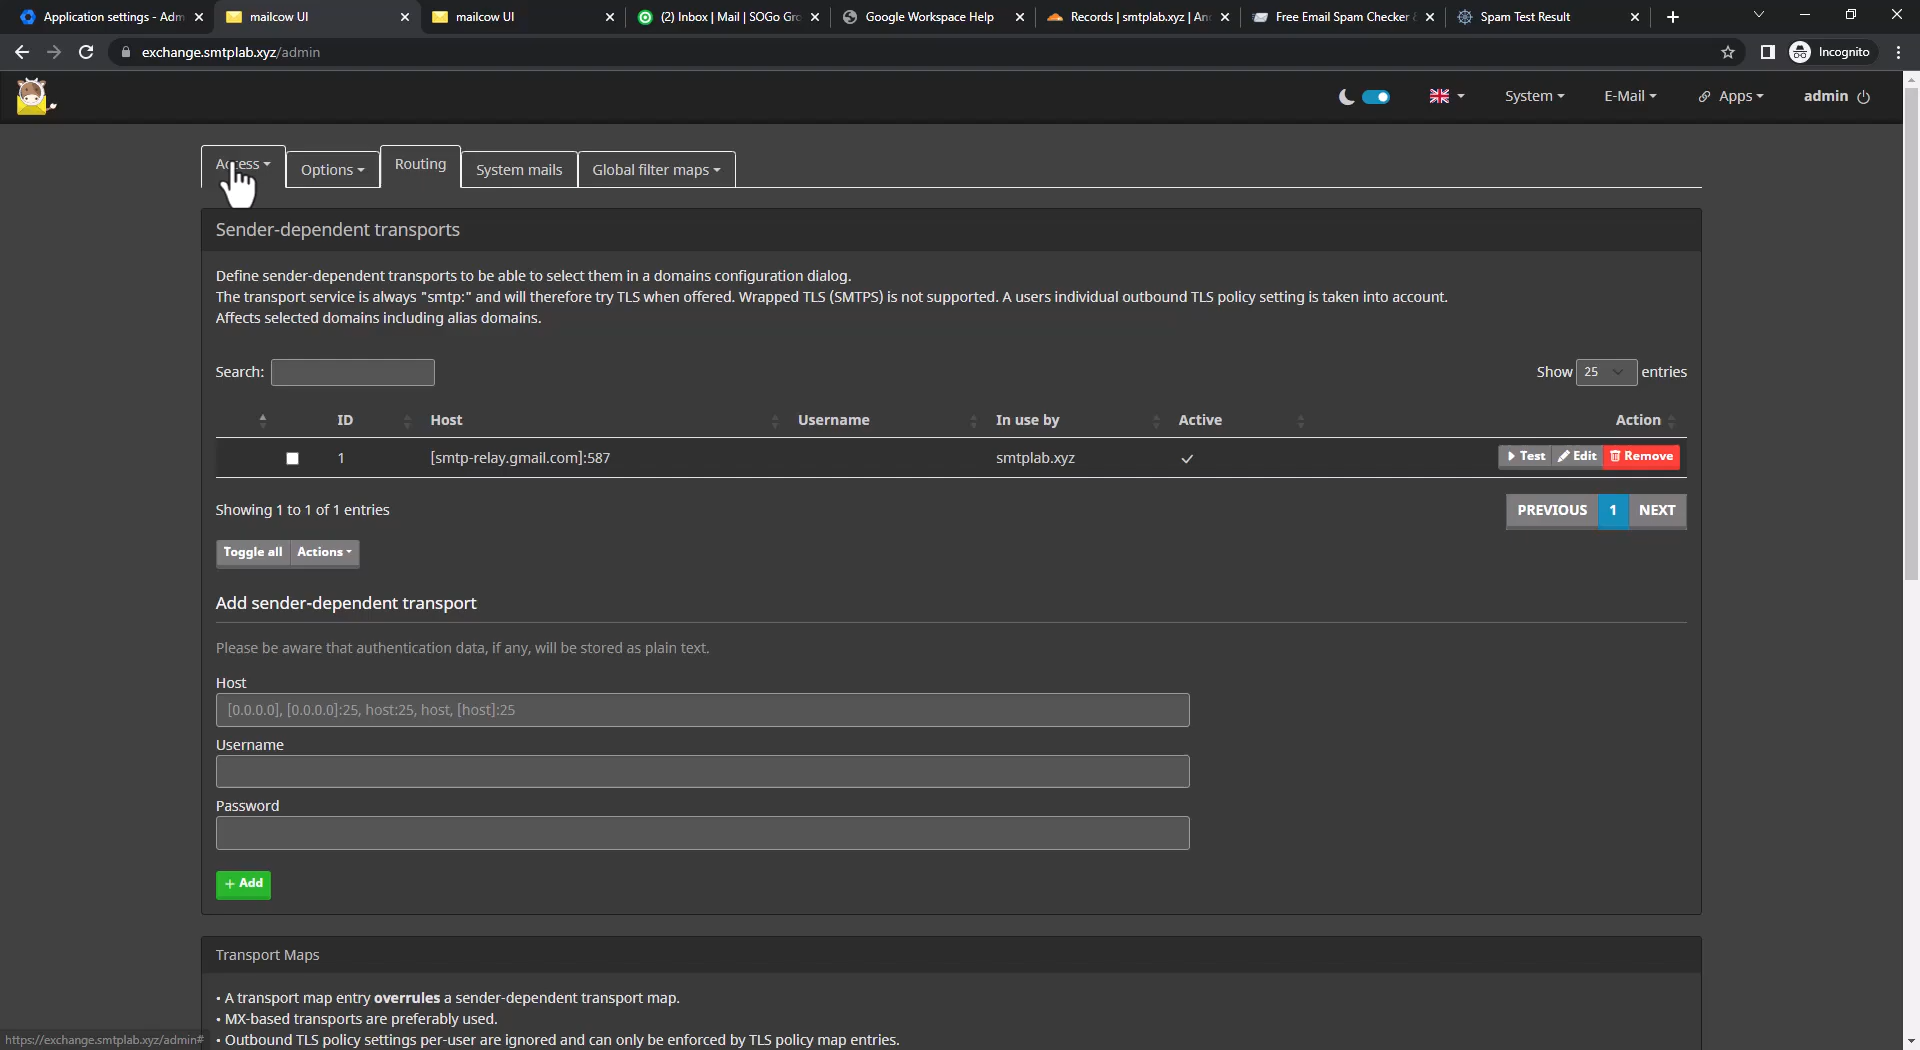 Application settings - Adm
mailcow UI
mailcow UI
(2) Inbox | Mail | SOGo Gro
Google Workspace Help
Records | smtplab.xyz | An
Free Email Spam Checker
Spam Test Result
exchange.smtplab.xyz/admin
Incognito
System
E-Mail
Apps
admin
Access
Options
Routing
System mails
Global filter maps
Sender-dependent transports
Define sender-dependent transports to be able to select them in a domains configuration dialog.
The transport service is always "smtp:" and will therefore try TLS when offered. Wrapped TLS (SMTPS) is not supported. A users individual outbound TLS policy setting is taken into account.
Affects selected domains including alias domains.
Search:
Show 25 entries
ID Host Username In use by Active Action
1 [smtp-relay.gmail.com]:587 smtplab.xyz ✓ Test Edit Remove
Showing 1 to 1 of 1 entries
PREVIOUS 1 NEXT
Toggle all Actions
Add sender-dependent transport
Please be aware that authentication data, if any, will be stored as plain text.
Host
[0.0.0.0], [0.0.0.0]:25, host:25, host, [host]:25
Username
Password
+ Add
Transport Maps
• A transport map entry overrules a sender-dependent transport map.
• MX-based transports are preferably used.
• Outbound TLS policy settings per-user are ignored and can only be enforced by TLS policy map entries.
https://exchange.smtplab.xyz/admin#